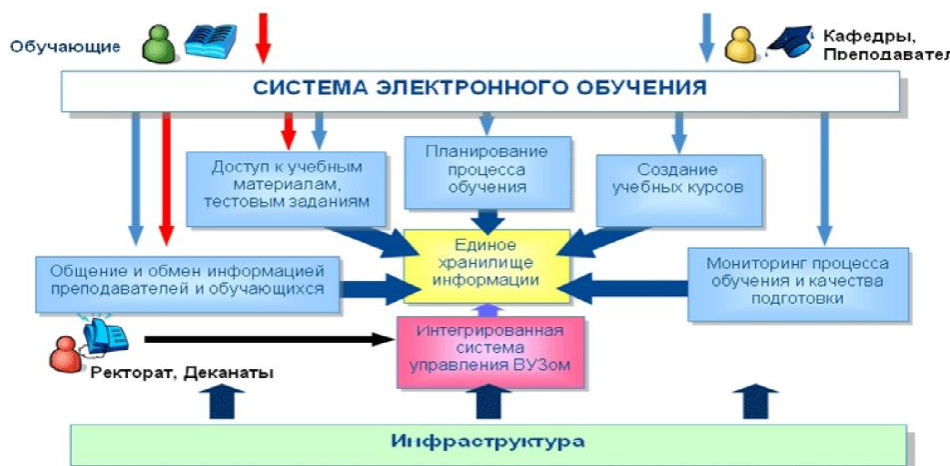 Обучающие
Кафедры,
Преподавател
СИСТЕМА ЭЛЕКТРОННОГО ОБУЧЕНИЯ
Доступ к учебным
материалам,
тестовым заданиям
Планирование
процесса
обучения
Создание
учебных курсов
Общение и обмен информацией
преподавателей и обучающихся
Единое
хранилище
информации
Мониторинг процесса
обучения и качества
подготовки
Интегрированная
система
управления ВУЗом
Ректорат, Деканаты
Инфраструктура